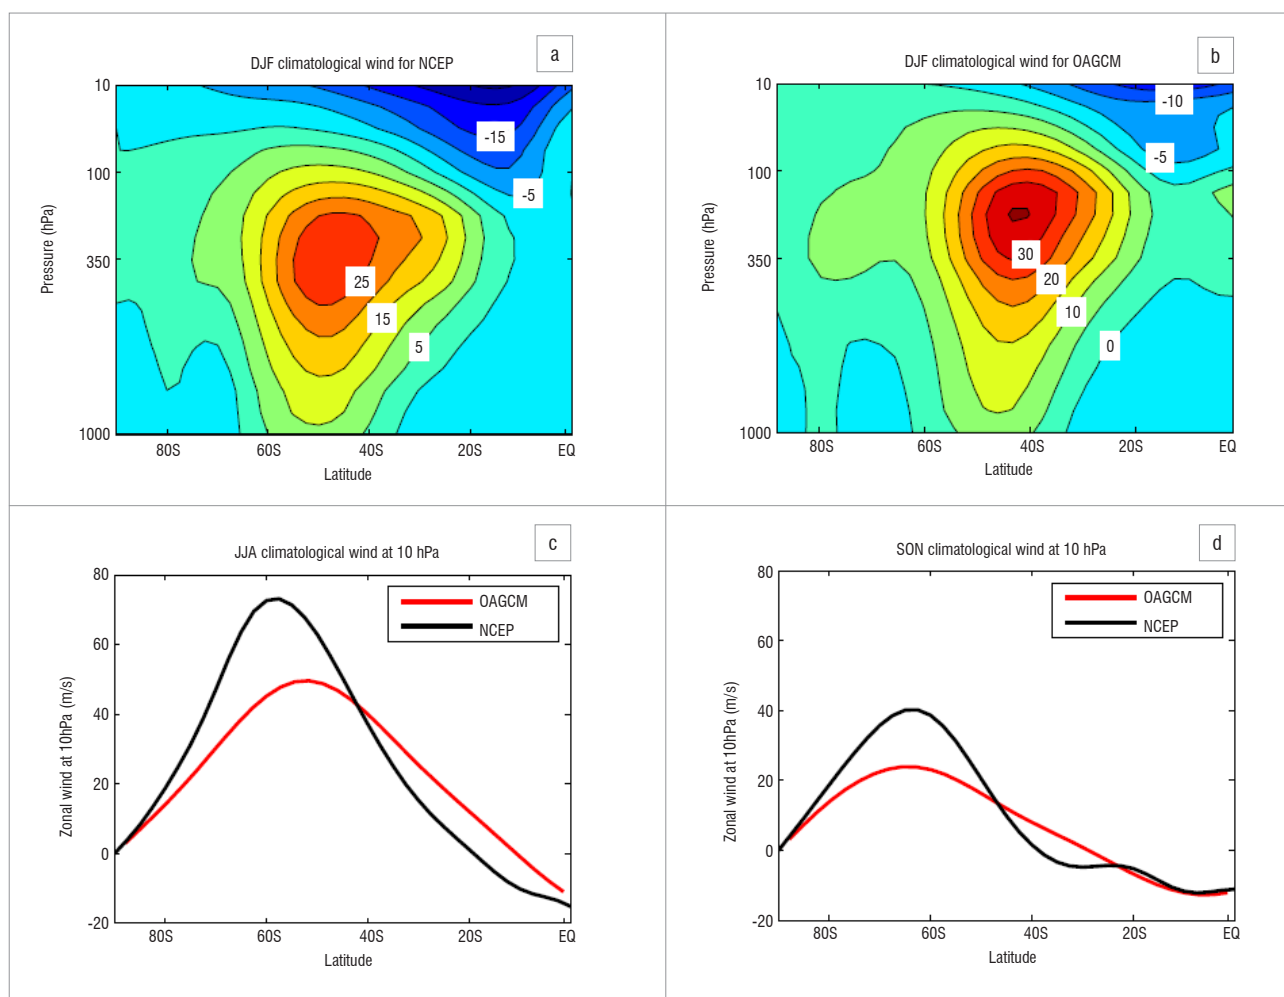 a
DJF climatological wind for NCEP
10
100
350
1000
Pressure (hPa)
-15
-5
25
15
5
80S 60S 40S 20S EQ
Latitude
b
DJF climatological wind for OAGCM
10
100
350
1000
Pressure (hPa)
-10
-5
30
20
10
0
80S 60S 40S 20S EQ
Latitude
c
JJA climatological wind at 10 hPa
80
60
40
20
0
-20
Zonal wind at 10hPa (m/s)
OAGCM
NCEP
80S 60S 40S 20S EQ
Latitude
d
SON climatological wind at 10 hPa
80
60
40
20
0
-20
Zonal wind at 10hPa (m/s)
OAGCM
NCEP
80S 60S 40S 20S EQ
Latitude